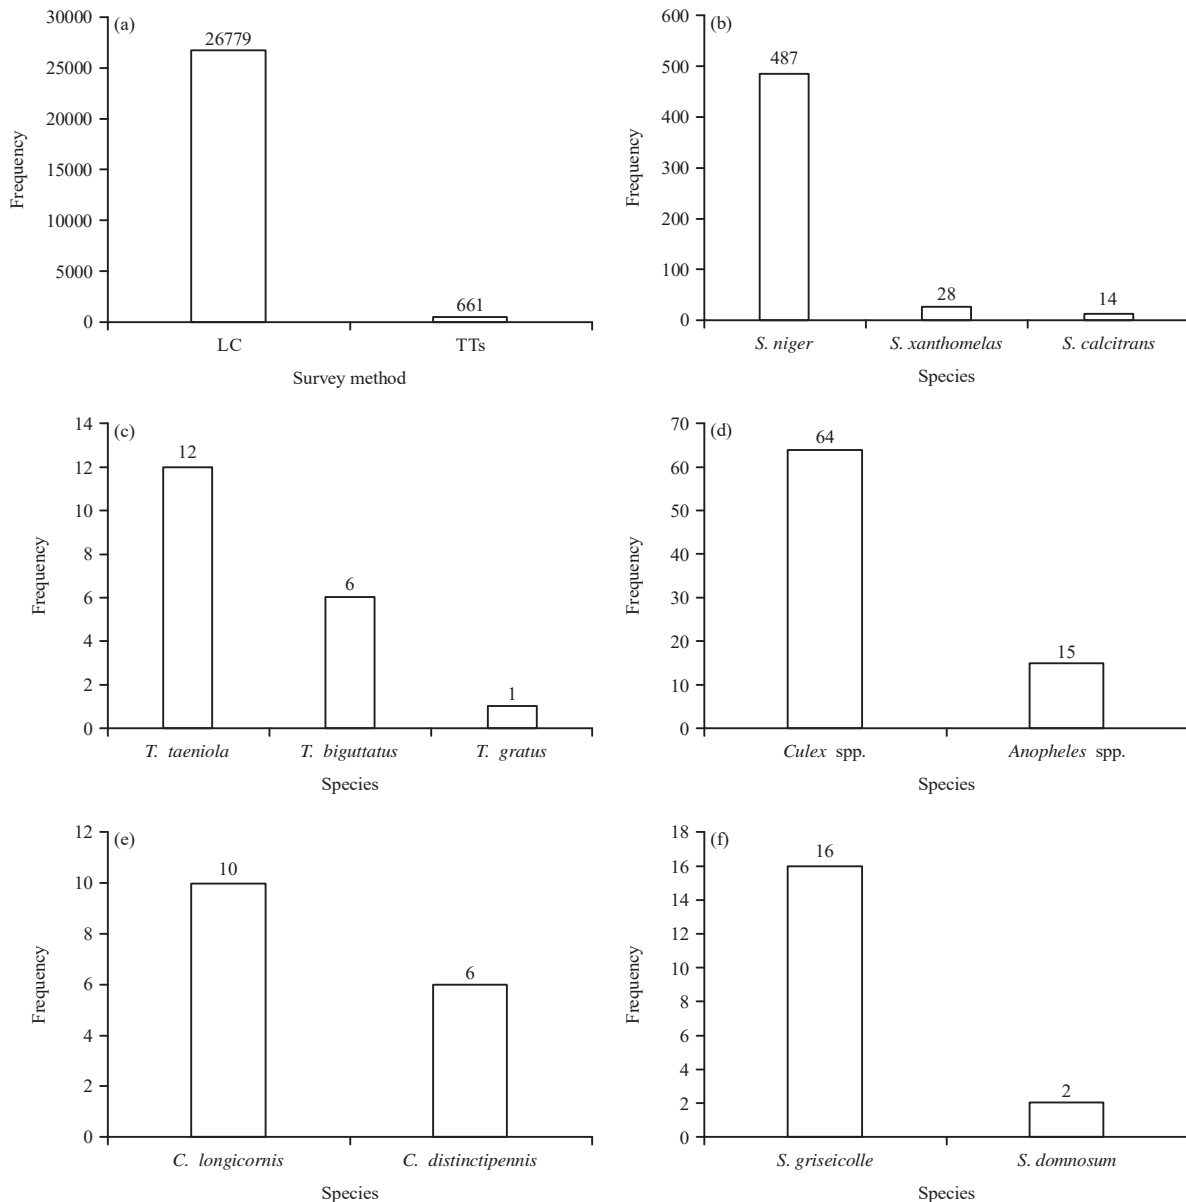 (a)
30000
25000
20000
15000
10000
5000
0
Frequency
26779
661
LC TTs
Survey method
(b)
600
500
400
300
200
100
0
Frequency
487
28
14
S. niger S. xanthomelas S. calcitrans
Species
(c)
14
12
10
8
6
4
2
0
Frequency
12
6
1
T. taeniola T. biguttatus T. gratus
Species
(d)
70
60
50
40
30
20
10
0
Frequency
64
15
Culex spp. Anopheles spp.
Species
(e)
12
10
8
6
4
2
0
Frequency
10
6
C. longicornis C. distinctipennis
Species
(f)
18
16
14
12
10
8
6
4
2
0
Frequency
16
2
S. griseicolle S. domnosum
Species